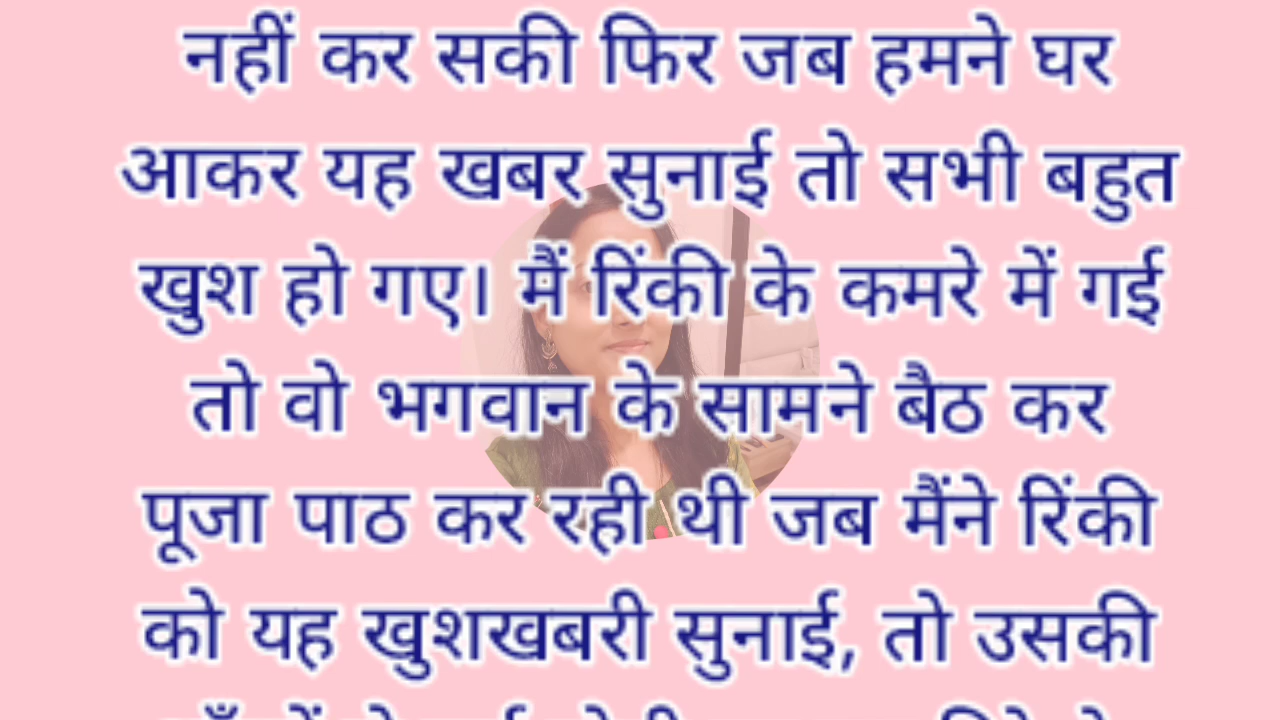 नहीं कर सकी फिर जब हमने घर
आकर यह खबर सुनाई तो सभी बहुत
खुश हो गए। मैं रिंकी के कमरे में गई
तो वो भगवान के सामने बैठ कर
पूजा पाठ कर रही थी जब मैंने रिंकी
को यह खुशखबरी सुनाई, तो उसकी